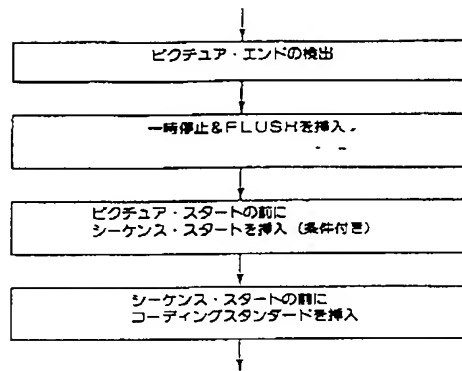 ピクチュア・エンドの検出
一時停止&FLUSHを挿入.
ピクチュア・スタートの前に
シーケンス・スタートを挿入（条件付き）
シーケンス・スタートの前に
コーディングスタンダードを挿入